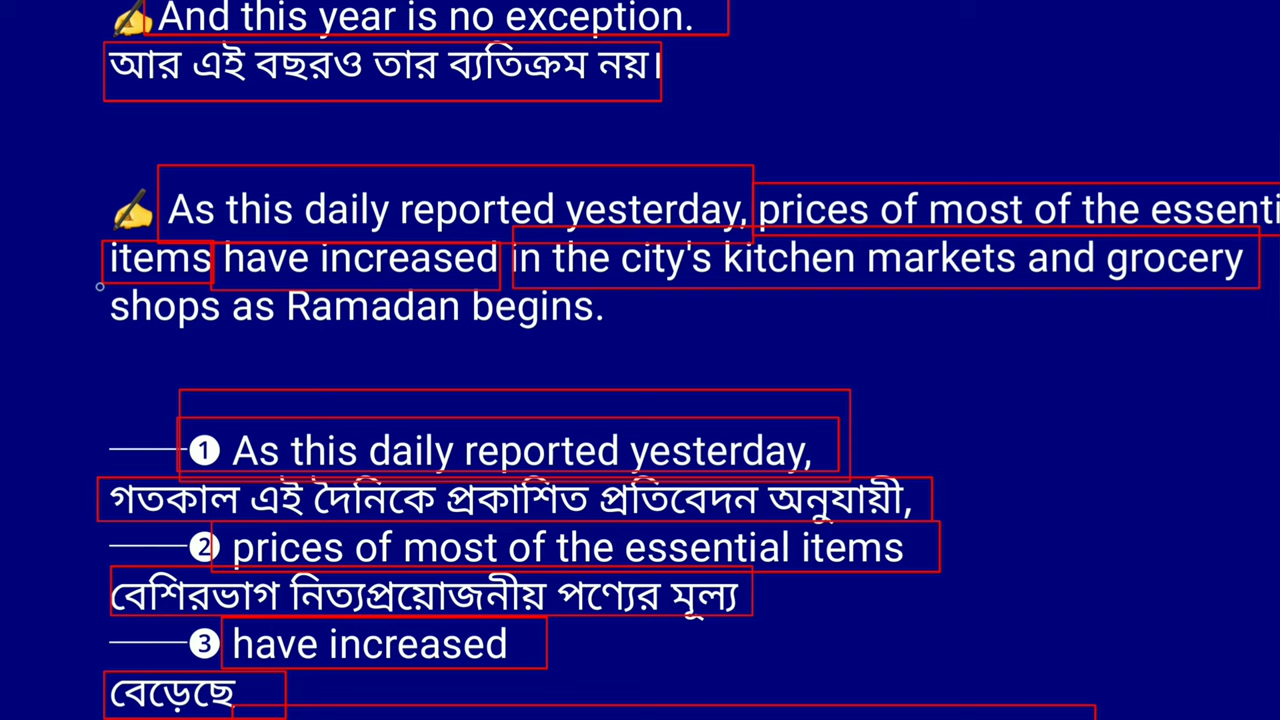 ✍And this year is no exception.
আর এই বছরও তার ব্যতিক্রম নয়।
✍ As this daily reported yesterday, prices of most of the
items have increased in the city's kitchen markets and grocery
shops as Ramadan begins.
———❶ As this daily reported yesterday,
গতকাল এই দৈনিকে প্রকাশিত প্রতিবেদন অনুযায়ী,
———❷ prices of most of the essential items
বেশিরভাগ নিত্যপ্রয়োজনীয় পণ্যের মূল্য
———❸ have increased
বেড়েছে